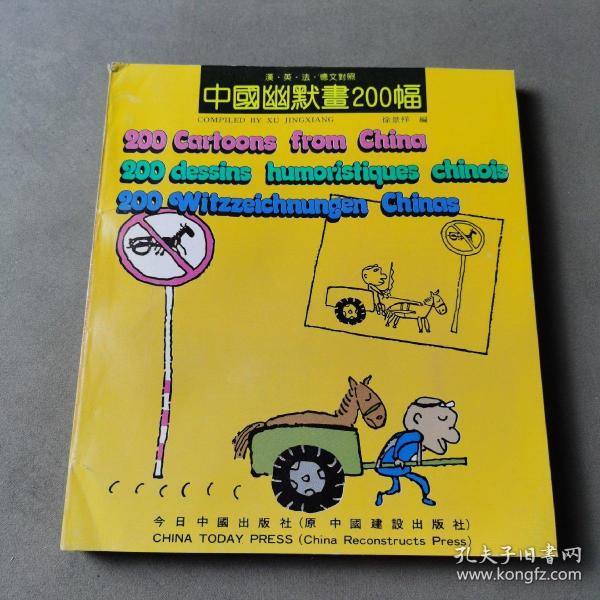 漢·英·法·德文對照
中國幽默畫200幅
COMPILED BY XU JINGXIANG 徐景祥 編
200 Cartoons from China
200 dessins humoristiques chinois
200 Witzzeichnungen Chinas
今日中國出版社(原 中國建設出版社)
CHINA TODAY PRESS (China Reconstructs Press)
孔夫子旧书网
www.kongfz.com